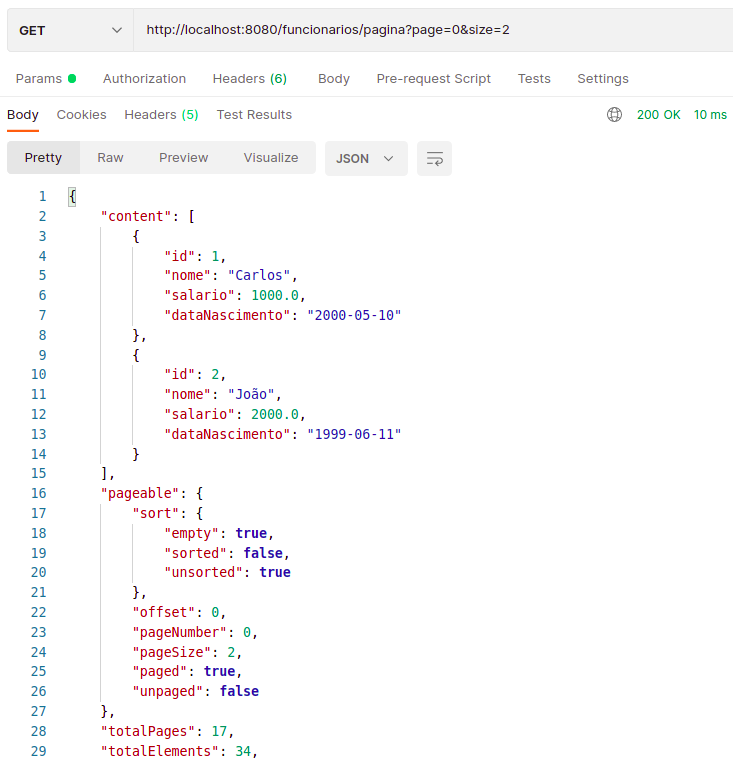 GET http://localhost:8080/funcionarios/pagina?page=0&size=2
Params Authorization Headers (6) Body Pre-request Script Tests Settings
Body Cookies Headers (5) Test Results 200 OK 10 ms
Pretty Raw Preview Visualize JSON
1 {
2 "content": [
3 {
4 "id": 1,
5 "nome": "Carlos",
6 "salario": 1000.0,
7 "dataNascimento": "2000-05-10"
8 },
9 {
10 "id": 2,
11 "nome": "João",
12 "salario": 2000.0,
13 "dataNascimento": "1999-06-11"
14 }
15 ],
16 "pageable": {
17 "sort": {
18 "empty": true,
19 "sorted": false,
20 "unsorted": true
21 },
22 "offset": 0,
23 "pageNumber": 0,
24 "pageSize": 2,
25 "paged": true,
26 "unpaged": false
27 },
28 "totalPages": 17,
29 "totalElements": 34,